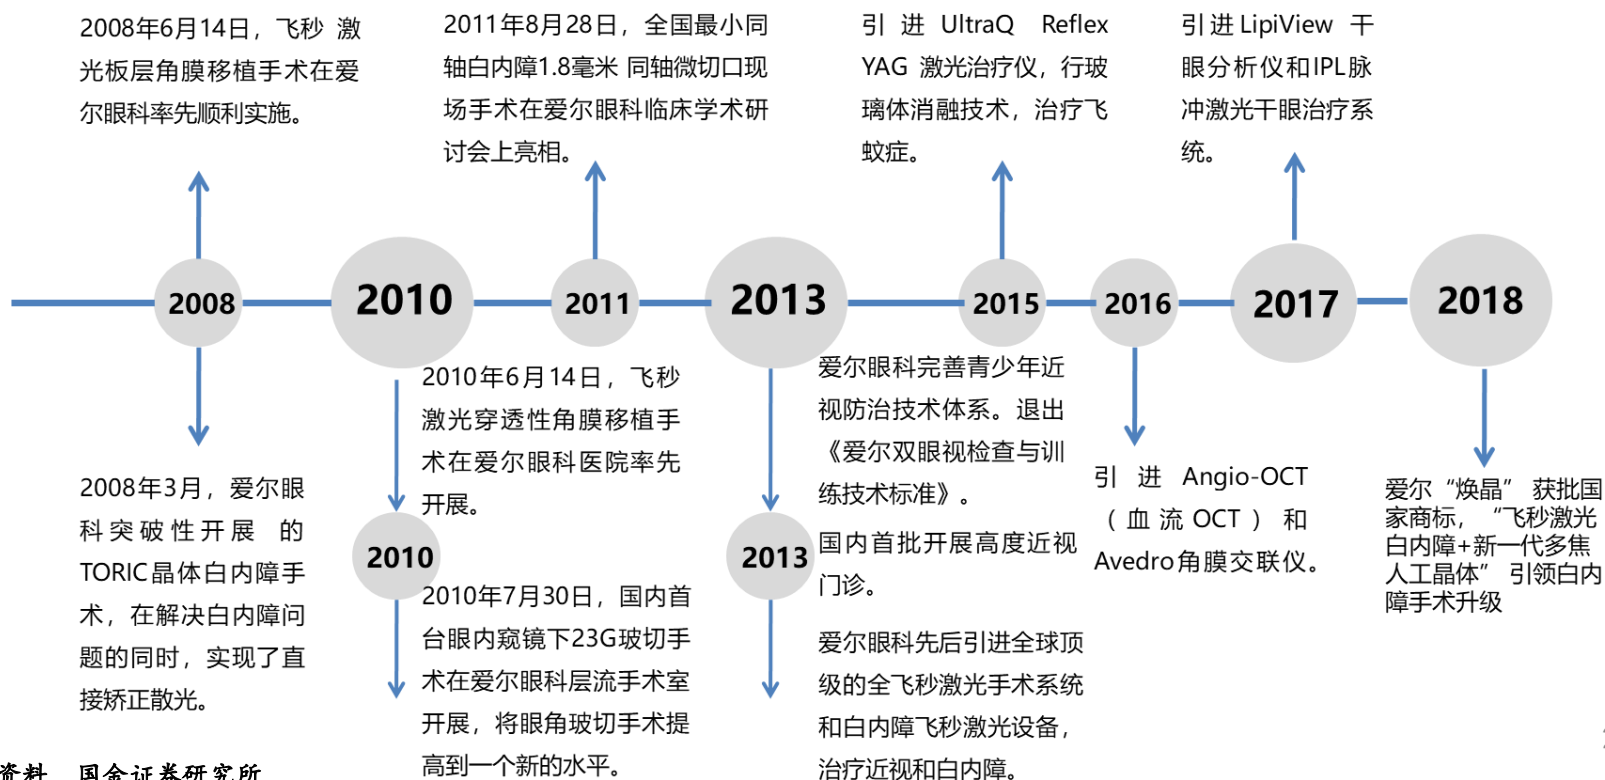 2008年6月14日，飞秒 激
光板层角膜移植手术在爱
尔眼科率先顺利实施。
2011年8月28日，全国最小同
轴白内障1.8毫米 同轴微切口现
场手术在爱尔眼科临床学术研
讨会上亮相。
引进 UltraQ Reflex
YAG 激光治疗仪，行玻
璃体消融技术，治疗飞
蚊症。
引进LipiView 干
眼分析仪和IPL脉
冲激光干眼治疗系
统。
2008
2010
2011
2013
2015
2016
2017
2018
2008年3月，爱尔眼
科突破性开展 的
TORIC晶体白内障手
术，在解决白内障问
题的同时，实现了直
接矫正散光。
2010年6月14日，飞秒
激光穿透性角膜移植手
术在爱尔眼科医院率先
开展。
2010
2010年7月30日，国内首
台眼内窥镜下23G玻切手
术在爱尔眼科层流手术室
开展，将眼角玻切手术提
高到一个新的水平。
爱尔眼科完善青少年近
视防治技术体系。退出
《爱尔双眼视检查与训
练技术标准》。
2013
国内首批开展高度近视
门诊。
爱尔眼科先后引进全球顶
级的全飞秒激光手术系统
和白内障飞秒激光设备，
治疗近视和白内障。
引进 Angio-OCT
（血流OCT）和
Avedro角膜交联仪。
爱尔“焕晶” 获批国
家商标，“飞秒激光
白内障+新一代多焦
人工晶体” 引领白内
障手术升级
资料 国金证券研究所